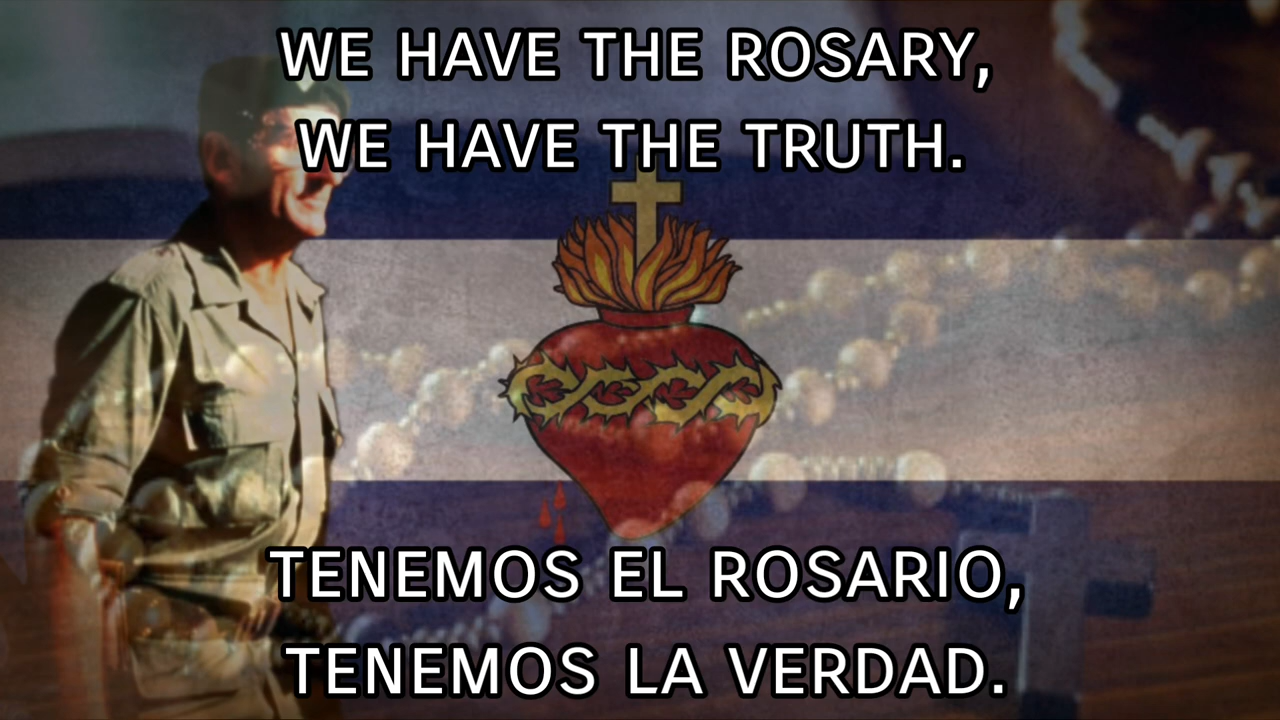 WE HAVE THE ROSARY,
WE HAVE THE TRUTH.
TENEMOS EL ROSARIO,
TENEMOS LA VERDAD.